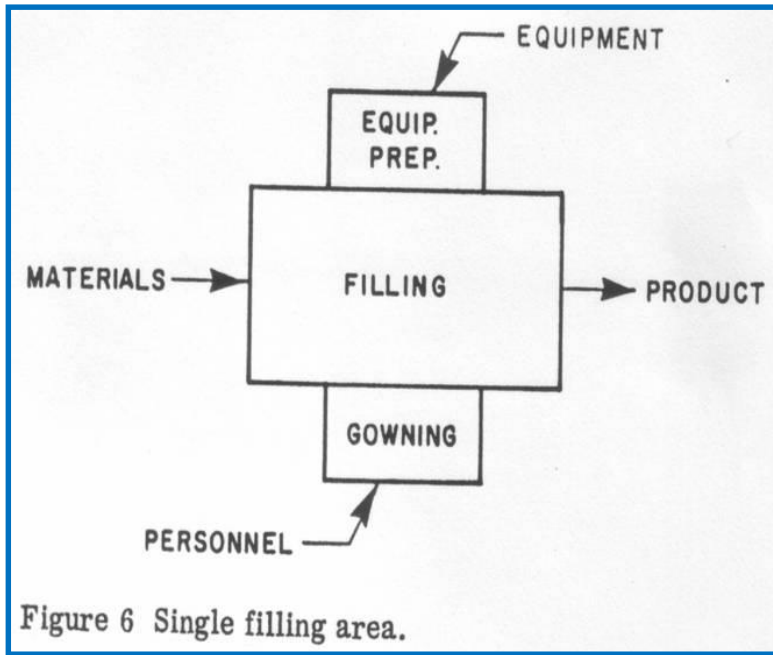 EQUIPMENT
EQUIP.
PREP.
MATERIALS
FILLING
PRODUCT
GOWNING
PERSONNEL
Figure 6 Single filling area.